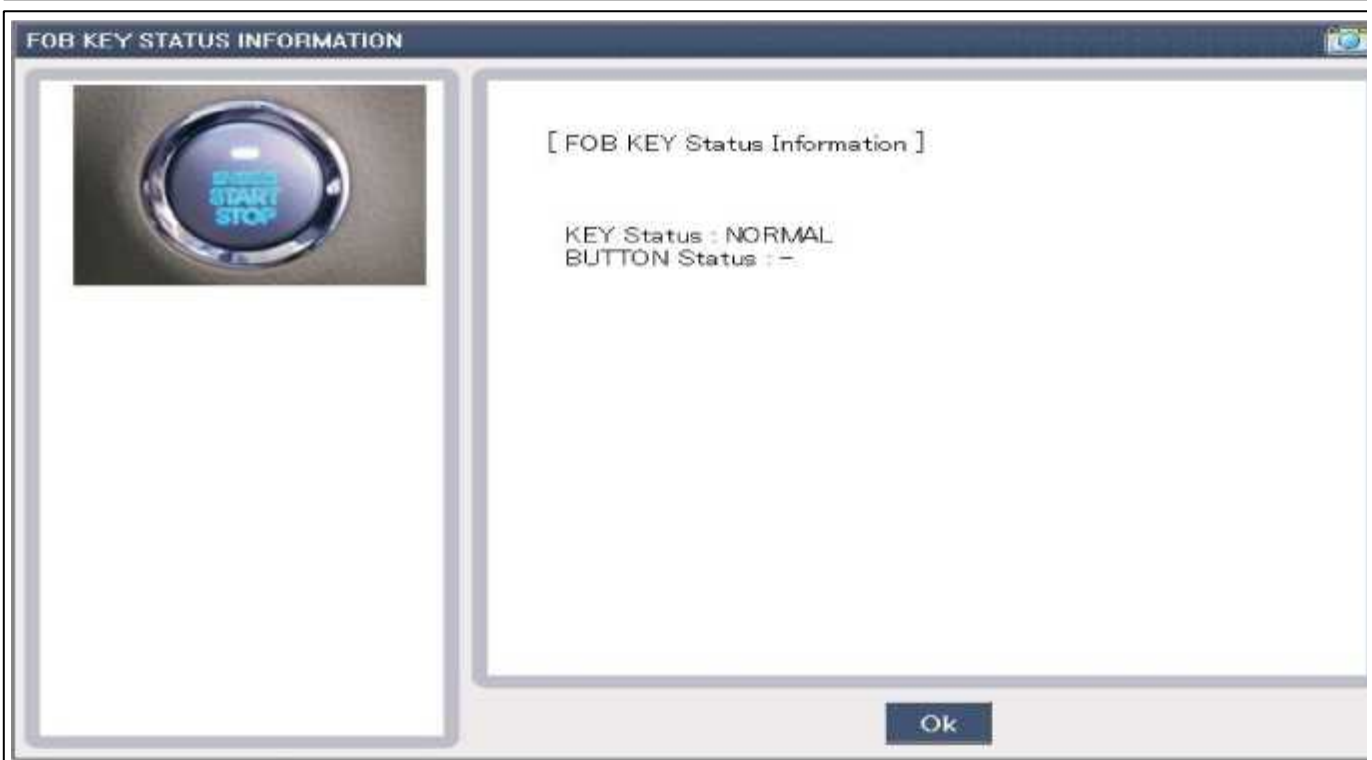 FOB KEY STATUS INFORMATION
START
STOP
[ FOB KEY Status Information ]
KEY Status : NORMAL
BUTTON Status : -
Ok